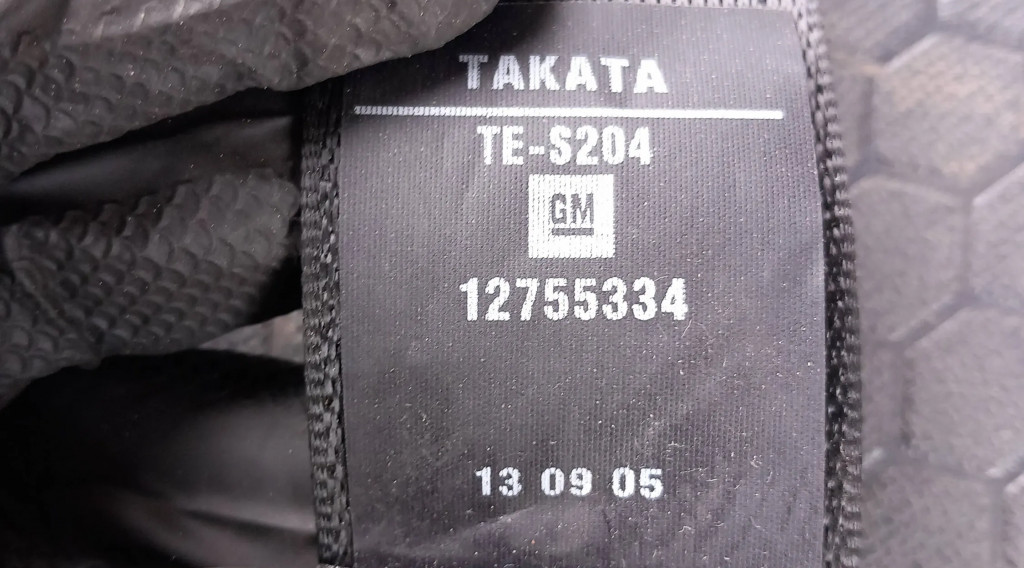 TAKATA
TE-S204
GM
12755334
13 09 05